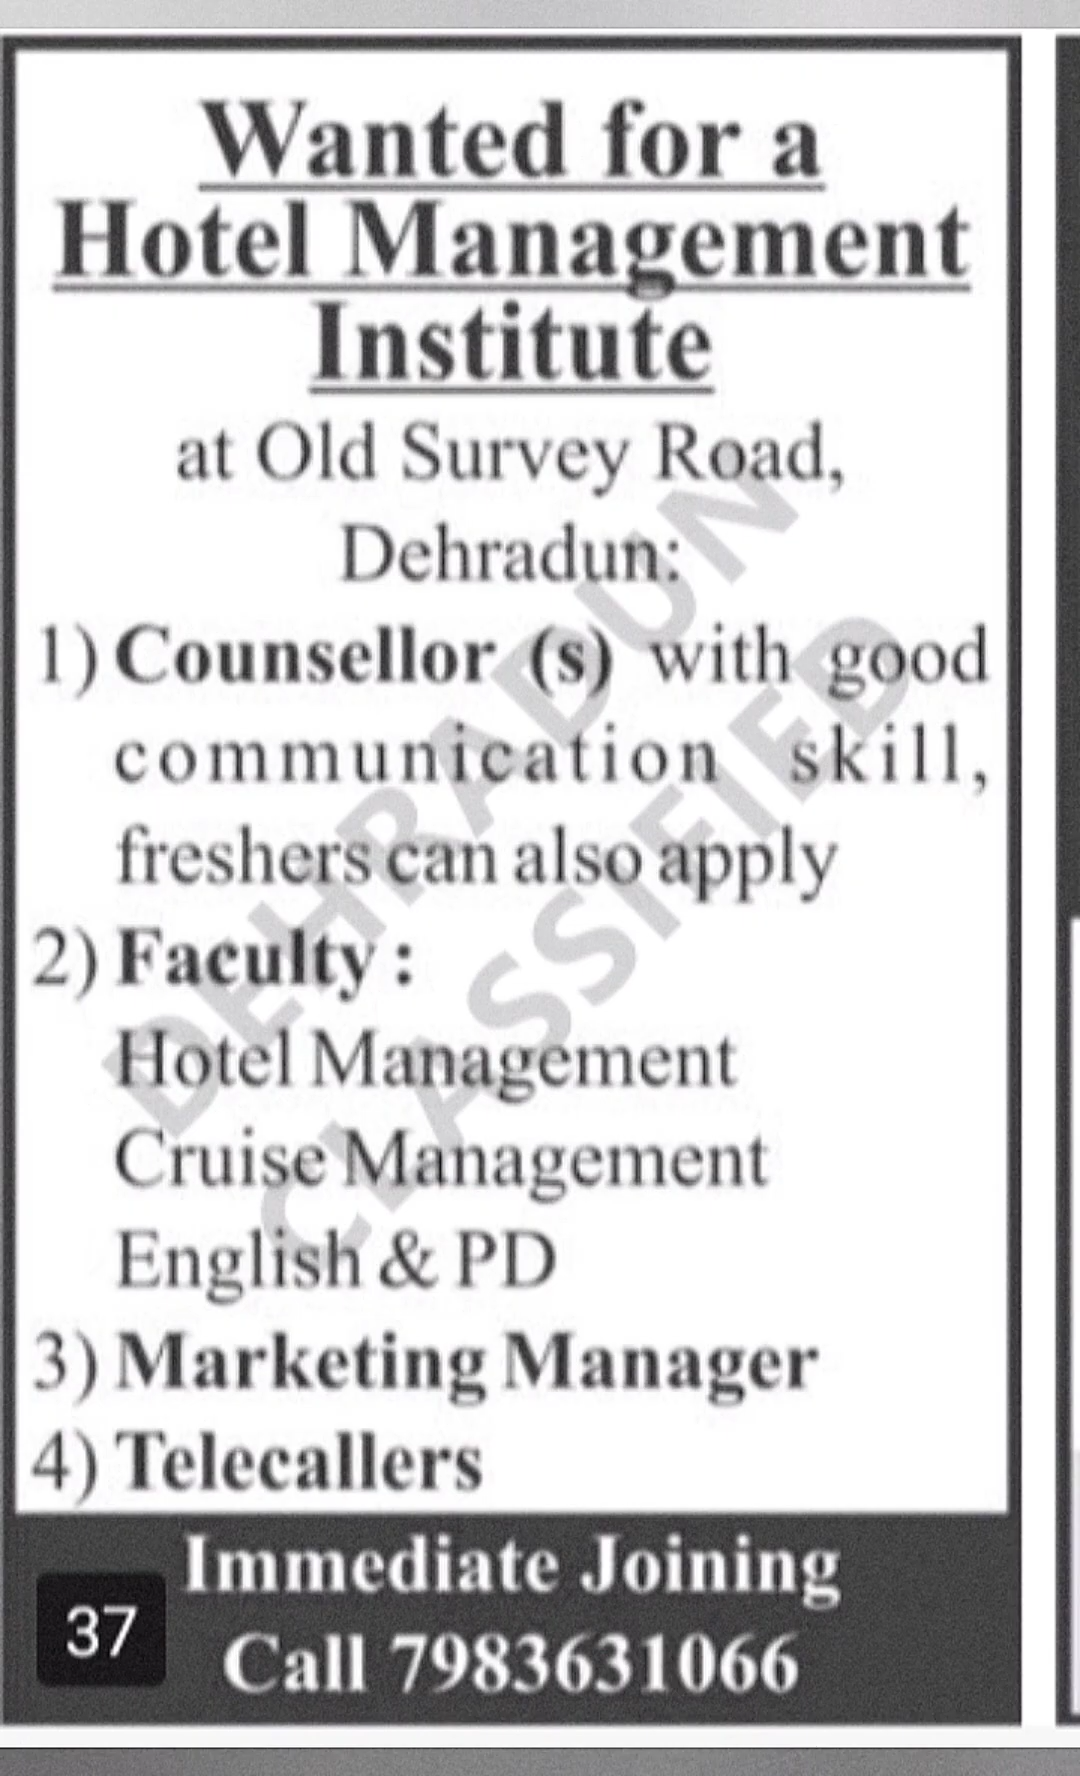 Wanted for a
Hotel Management
Institute
at Old Survey Road,
Dehradun:
1) Counsellor (s) with good
communication skill,
freshers can also apply
2) Faculty :
Hotel Management
Cruise Management
English & PD
3) Marketing Manager
4) Telecallers
Immediate Joining
Call 7983631066
37
DEHRADUN
CLASSIFIED